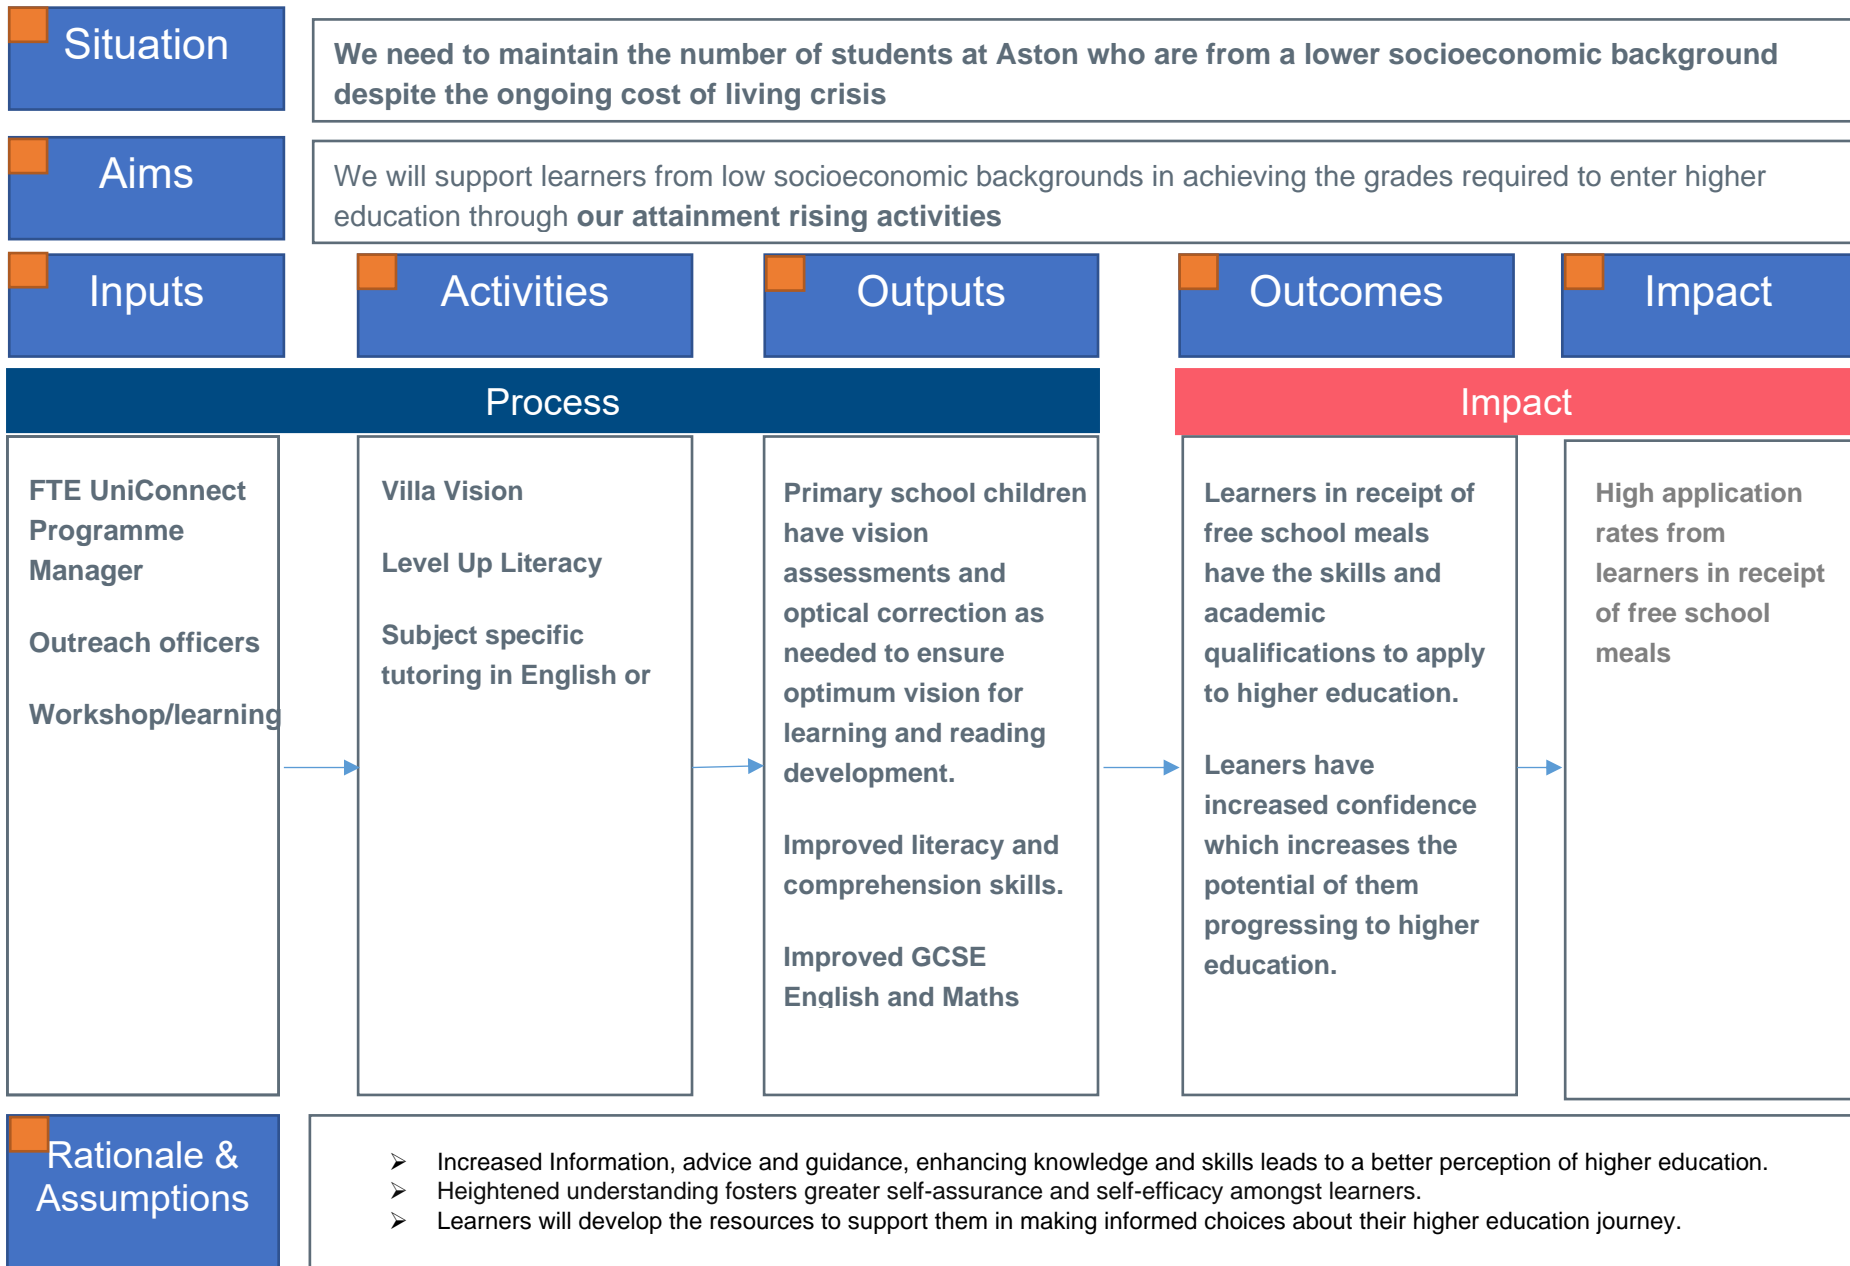 Situation
We need to maintain the number of students at Aston who are from a lower socioeconomic background
despite the ongoing cost of living crisis
Aims
We will support learners from low socioeconomic backgrounds in achieving the grades required to enter higher
education through our attainment rising activities
Inputs
Activities
Outputs
Outcomes
Impact
Process
Impact
FTE UniConnect
Programme
Manager
Outreach officers
Workshop/learning
Villa Vision
Level Up Literacy
Subject specific
tutoring in English or
Primary school children
have vision
assessments and
optical correction as
needed to ensure
optimum vision for
learning and reading
development.
Improved literacy and
comprehension skills.
Improved GCSE
English and Maths
Learners in receipt of
free school meals
have the skills and
academic
qualifications to apply
to higher education.
Leaners have
increased confidence
which increases the
potential of them
progressing to higher
education.
High application
rates from
learners in receipt
of free school
meals
Rationale &
Assumptions
➢ Increased Information, advice and guidance, enhancing knowledge and skills leads to a better perception of higher education.
➢ Heightened understanding fosters greater self-assurance and self-efficacy amongst learners.
➢ Learners will develop the resources to support them in making informed choices about their higher education journey.